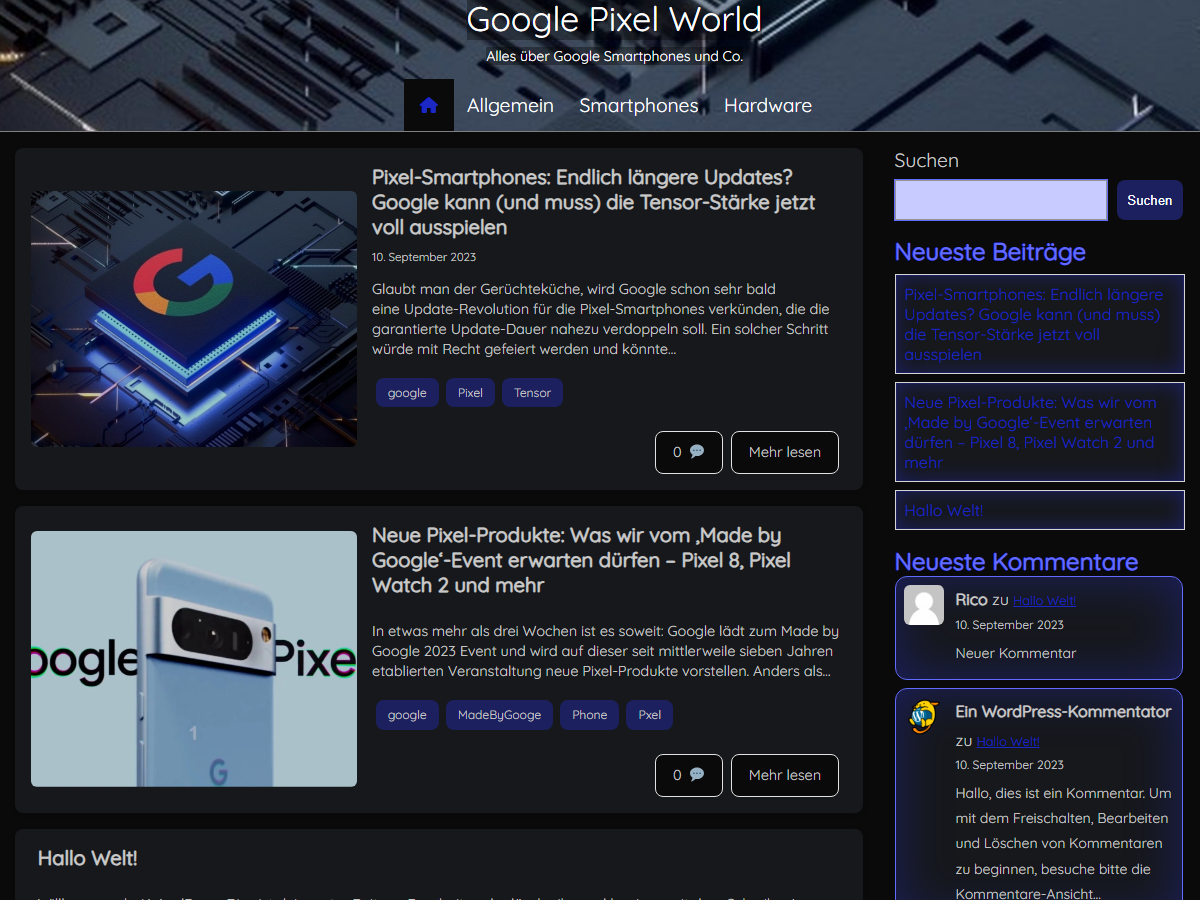 Google Pixel World
Alles über Google Smartphones und Co.
Allgemein Smartphones Hardware
Pixel-Smartphones: Endlich längere Updates?
Google kann (und muss) die Tensor-Stärke jetzt
voll ausspielen
10. September 2023
Glaubt man der Gerüchteküche, wird Google schon sehr bald
eine Update-Revolution für die Pixel-Smartphones verkünden, die die
garantierte Update-Dauer nahezu verdoppeln soll. Ein solcher Schritt
würde mit Recht gefeiert werden und könnte...
google Pixel Tensor
0 Mehr lesen
Neue Pixel-Produkte: Was wir vom ‚Made by
Google‘-Event erwarten dürfen – Pixel 8, Pixel
Watch 2 und mehr
In etwas mehr als drei Wochen ist es soweit: Google lädt zum Made by
Google 2023 Event und wird auf dieser seit mittlerweile sieben Jahren
etablierten Veranstaltung neue Pixel-Produkte vorstellen. Anders als...
google MadeByGooge Phone Pxel
0 Mehr lesen
oogle Pixe
1
G
Hallo Welt!
Suchen
Suchen
Neueste Beiträge
Pixel-Smartphones: Endlich längere
Updates? Google kann (und muss)
die Tensor-Stärke jetzt voll
ausspielen
Neue Pixel-Produkte: Was wir vom
‚Made by Google‘-Event erwarten
dürfen – Pixel 8, Pixel Watch 2 und
mehr
Hallo Welt!
Neueste Kommentare
Rico zu Hallo Welt!
10. September 2023
Neuer Kommentar
Ein WordPress-Kommentator
zu Hallo Welt!
10. September 2023
Hallo, dies ist ein Kommentar. Um
mit dem Freischalten, Bearbeiten
und Löschen von Kommentaren
zu beginnen, besuche bitte die
Kommentare-Ansicht...